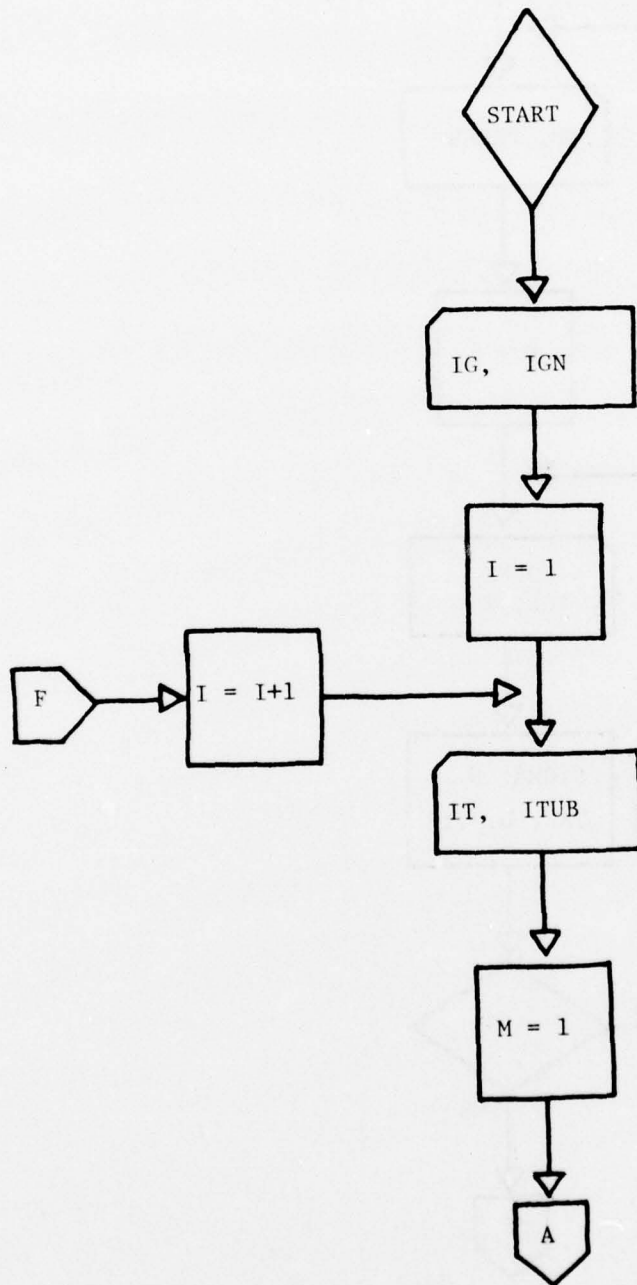 START
IG, IGN
I = 1
F
I = I+1
IT, ITUB
M = 1
A